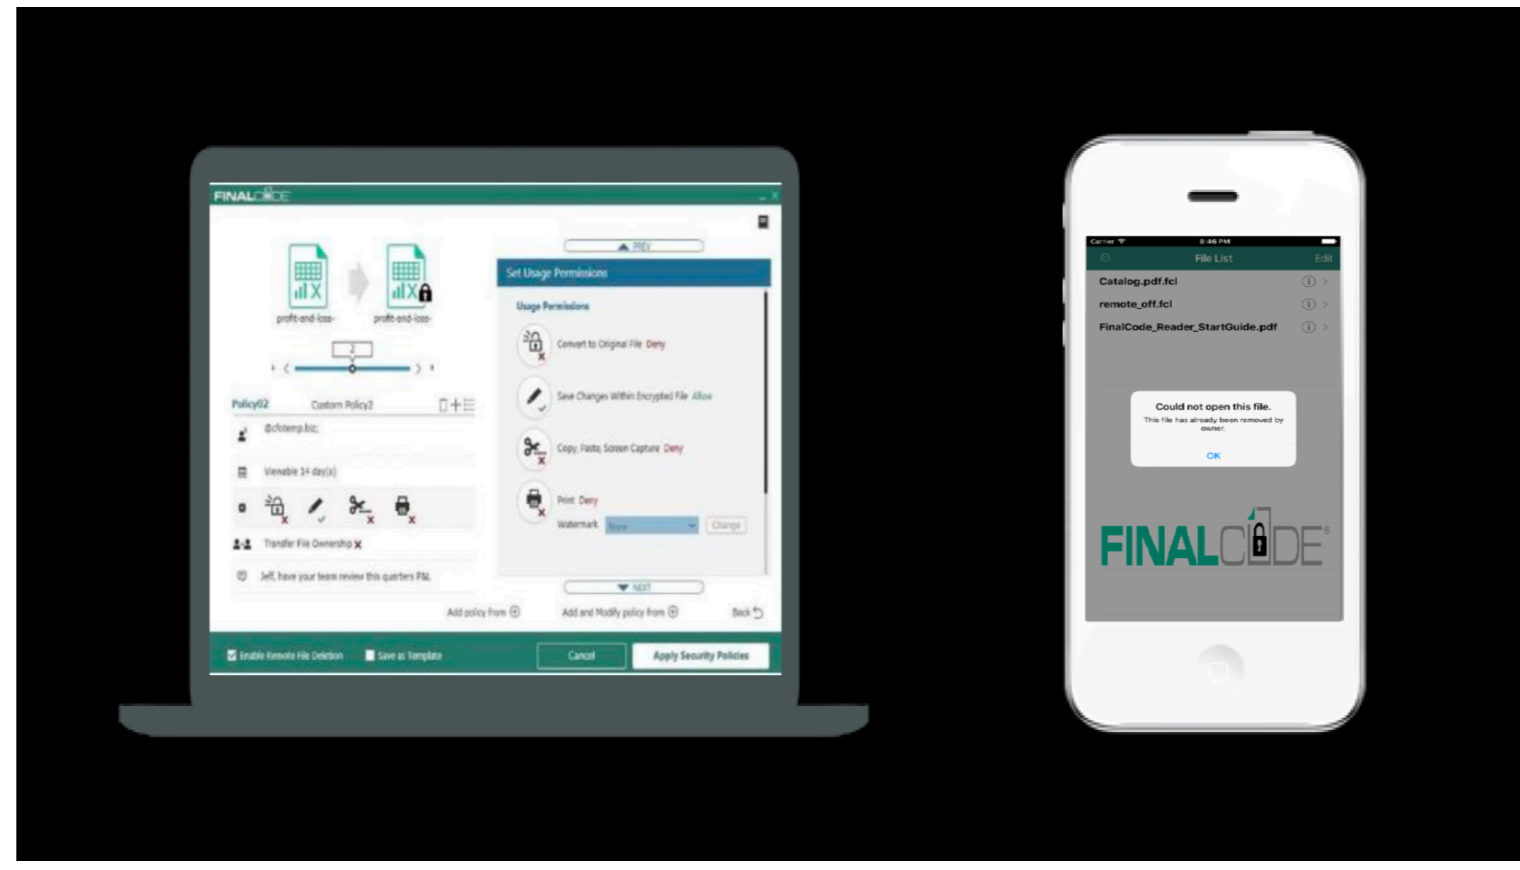 FINALCODE
profit-and-loss-
profit-and-loss-
2
Policy02 Custom Policy2
@cfotemp.biz;
Viewable 14 day(s)
Transfer File Ownership X
Jeff, have your team review this quarters P&L
PREV
Set Usage Permissions
Usage Permissions
Convert to Original File Deny
Save Changes Within Encrypted File Allow
Copy, Paste, Screen Capture Deny
Print Deny
Watermark None Change
NEXT
Add policy from Add and Modify policy from Back
Enable Remote File Deletion Save as Template Cancel Apply Security Policies
Carrier 8:46 PM
File List Edit
Catalog.pdf.fcl
remote_off.fcl
FinalCode_Reader_StartGuide.pdf
Could not open this file.
This file has already been removed by
owner.
OK
FINALCODE®